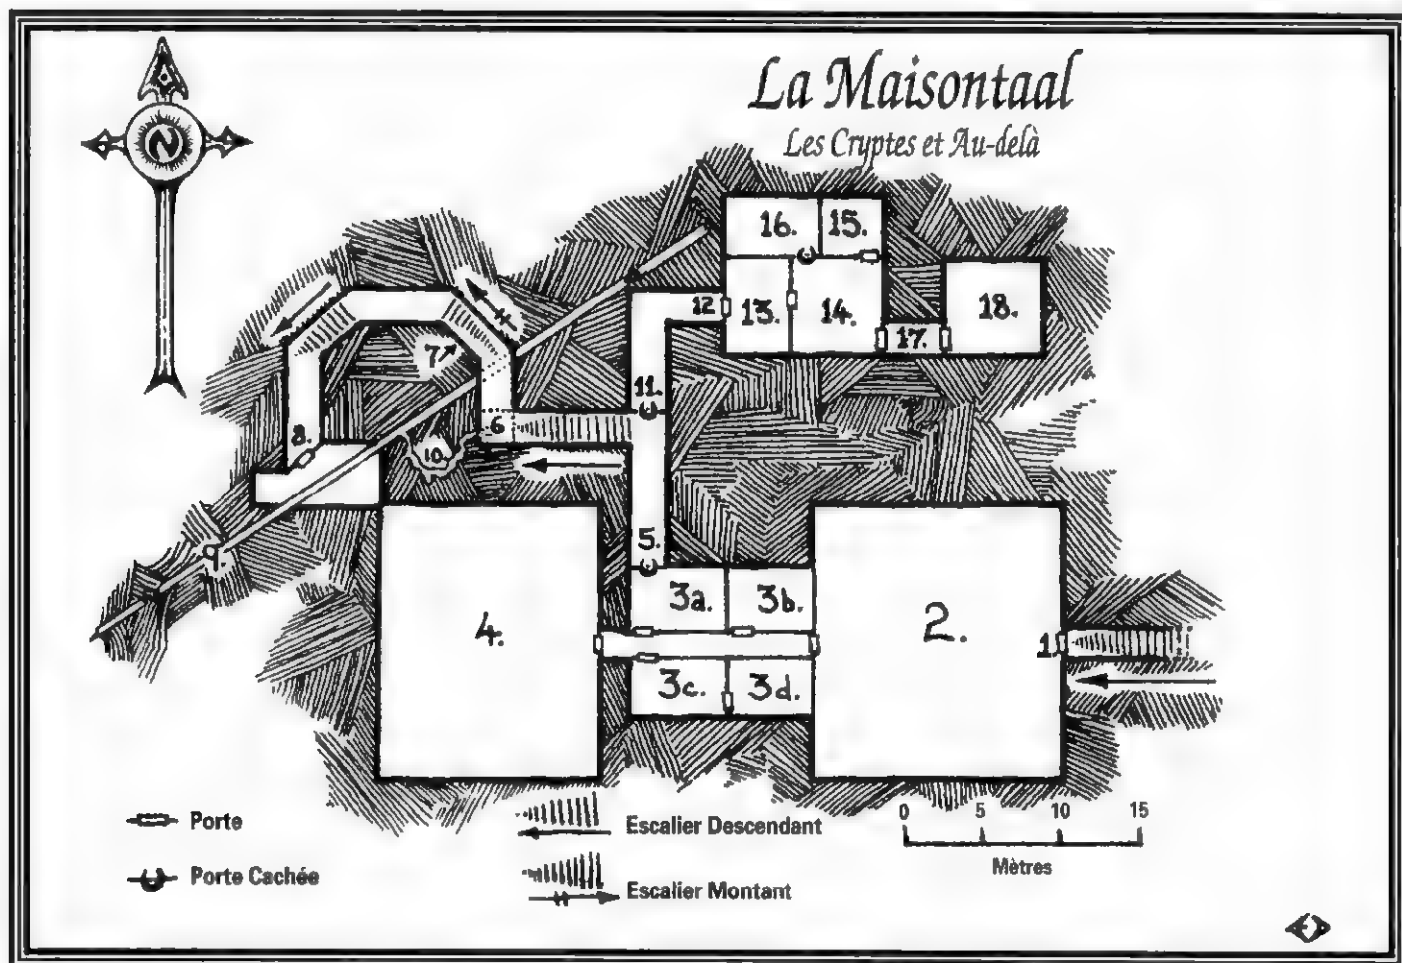 La Maisontaal
Les Cryptes et Au-delà
N
16. 15.
12 13. 14. 17. 18.
7
11.
6
8. 10.
9.
5.
3a. 3b.
4. 2. 1.
3c. 3d.
Porte
Porte Cachée
Escalier Descendant
Escalier Montant
0 5 10 15
Mètres